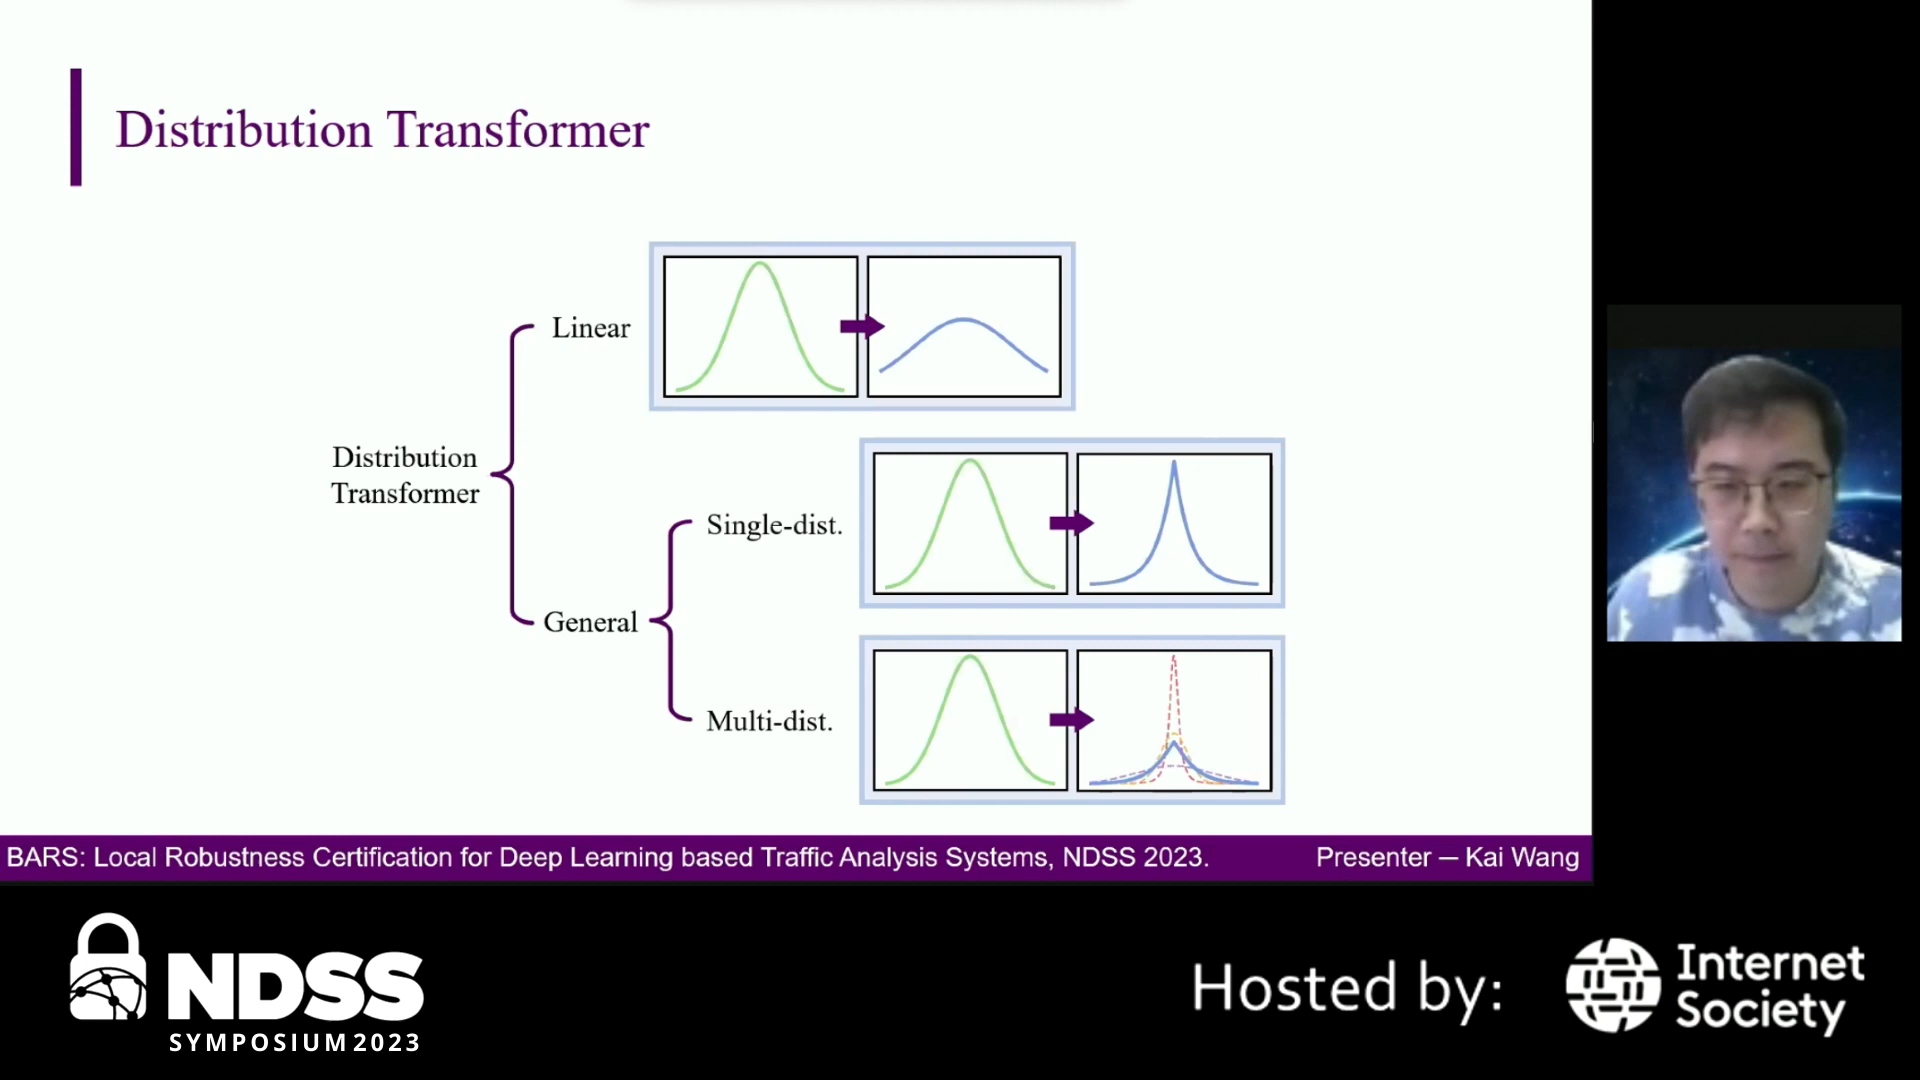 Distribution Transformer
Linear
Distribution
Transformer
Single-dist.
General
Multi-dist.
BARS: Local Robustness Certification for Deep Learning based Traffic Analysis Systems, NDSS 2023.
Presenter — Kai Wang
NDSS
SYMPOSIUM 2023
Hosted by:
Internet
Society